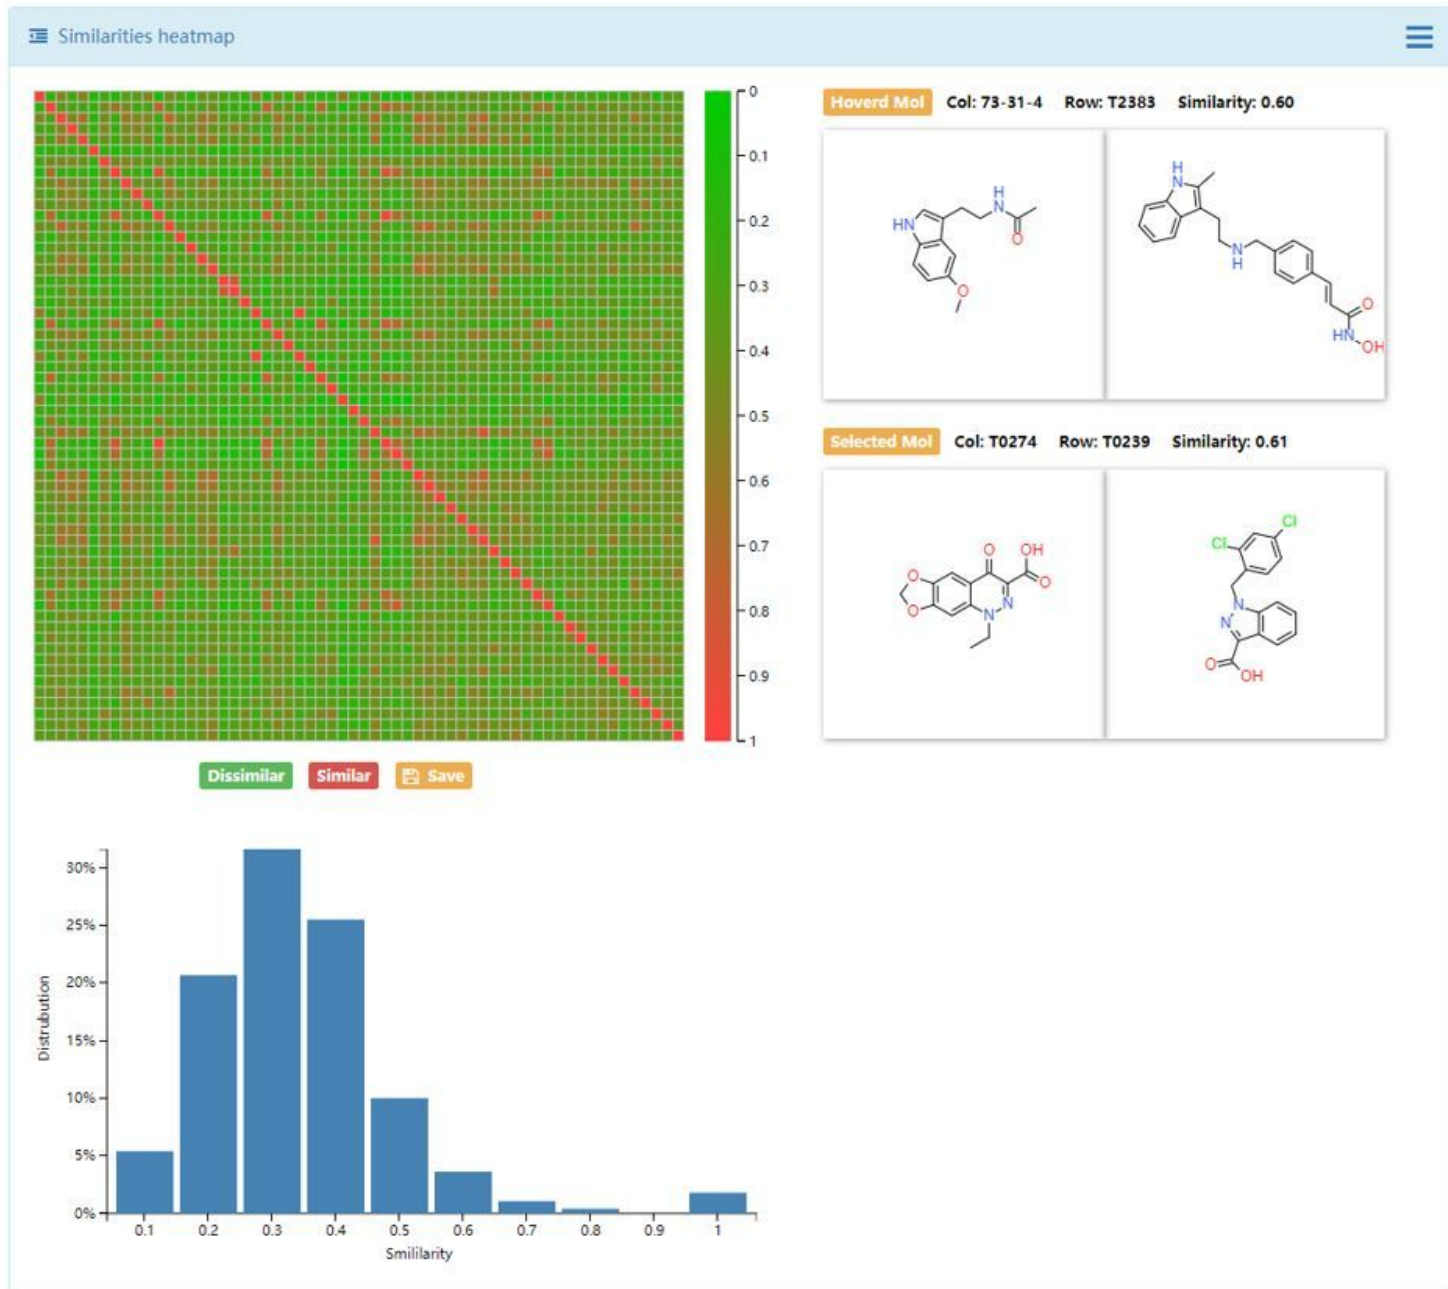 Similarities heatmap
Hoverd Mol Col: 73-31-4 Row: T2383 Similarity: 0.60
0
0.1
0.2
0.3
0.4
0.5
0.6
0.7
0.8
0.9
1
H
N
HN
O
O
H
N
N
H
O
HN
OH
Selected Mol Col: T0274 Row: T0239 Similarity: 0.61
O
OH
O
O
O
N
N
Cl
Cl
N
N
O
OH
Dissimilar Similar Save
30%
25%
20%
15%
10%
5%
0%
Distrubution
0.1 0.2 0.3 0.4 0.5 0.6 0.7 0.8 0.9 1
Smililarity